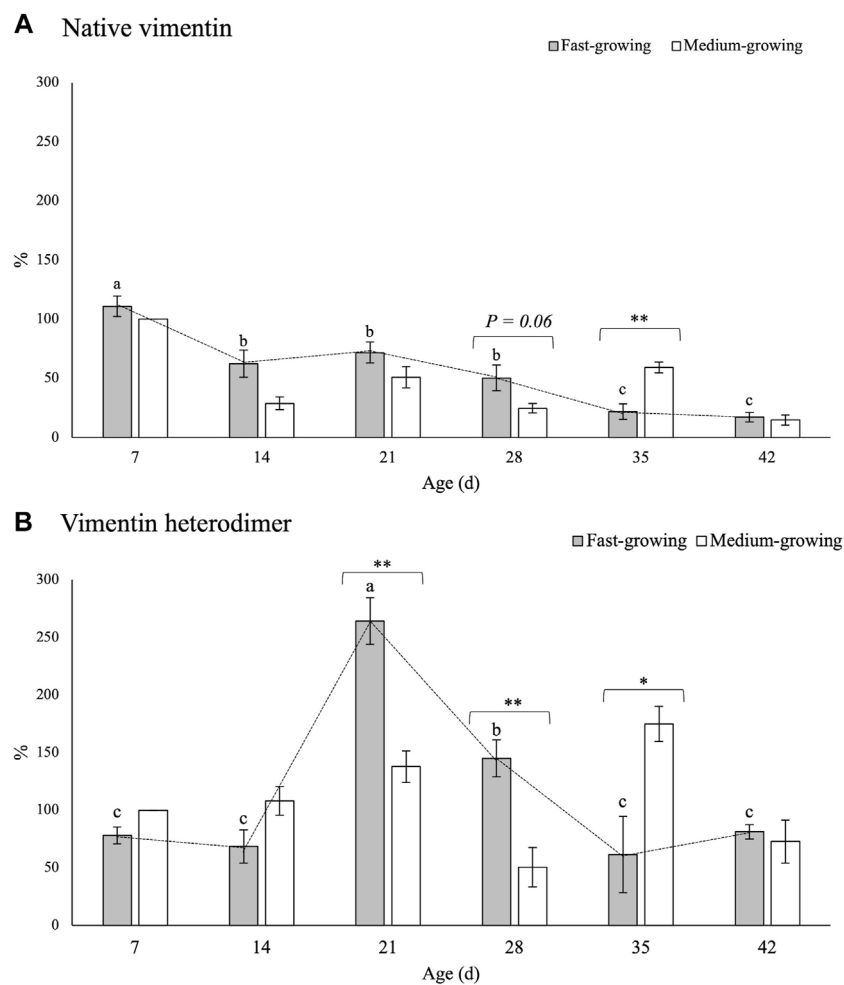 A Native vimentin
Fast-growing Medium-growing
300
250
200
150
100
50
0
%
a
b
b
P = 0.06
b
**
c
c
7 14 21 28 35 42
Age (d)
B Vimentin heterodimer
Fast-growing Medium-growing
300
250
200
150
100
50
0
%
c
c
**
a
**
b
*
c
c
7 14 21 28 35 42
Age (d)